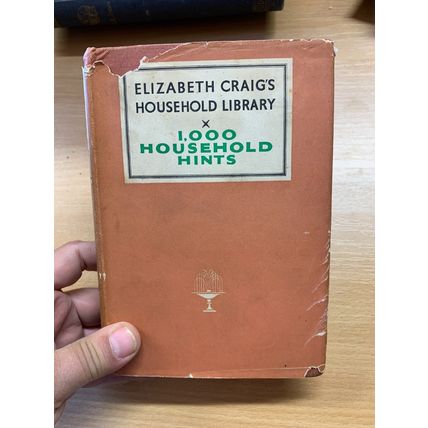 ELIZABETH CRAIG'S
HOUSEHOLD LIBRARY
X
1,000
HOUSEHOLD
HINTS